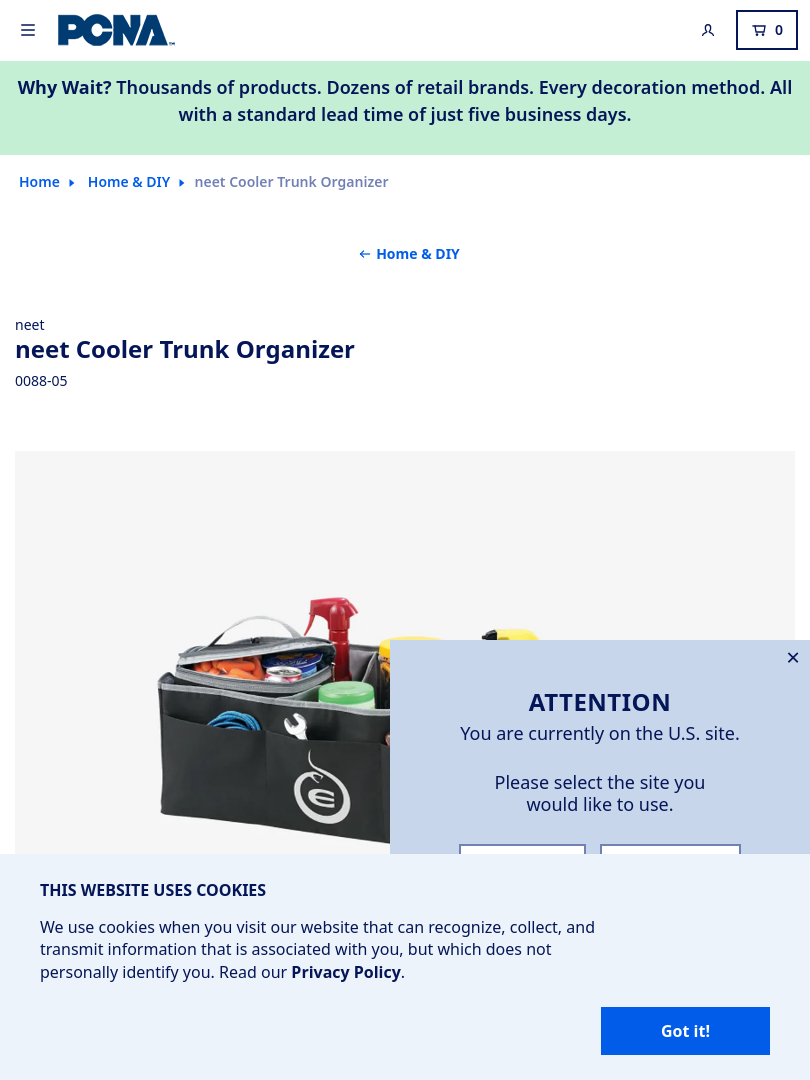 PCNA
0
Why Wait? Thousands of products. Dozens of retail brands. Every decoration method. All
with a standard lead time of just five business days.
Home
Home & DIY
neet Cooler Trunk Organizer
Home & DIY
neet
neet Cooler Trunk Organizer
0088-05
ATTENTION
You are currently on the U.S. site.
Please select the site you
would like to use.
THIS WEBSITE USES COOKIES
We use cookies when you visit our website that can recognize, collect, and
transmit information that is associated with you, but which does not
personally identify you. Read our Privacy Policy.
Got it!